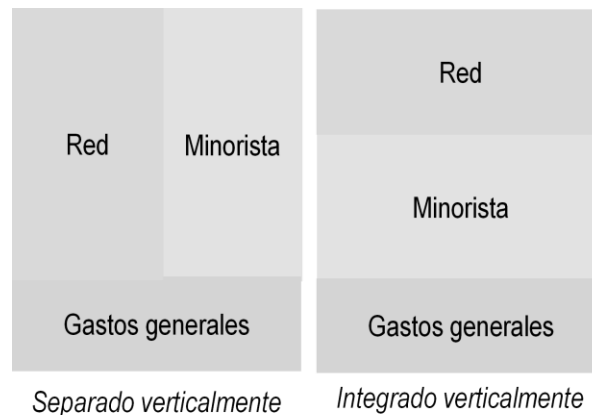 Red
Minorista
Gastos generales
Separado verticalmente
Red
Minorista
Gastos generales
Integrado verticalmente